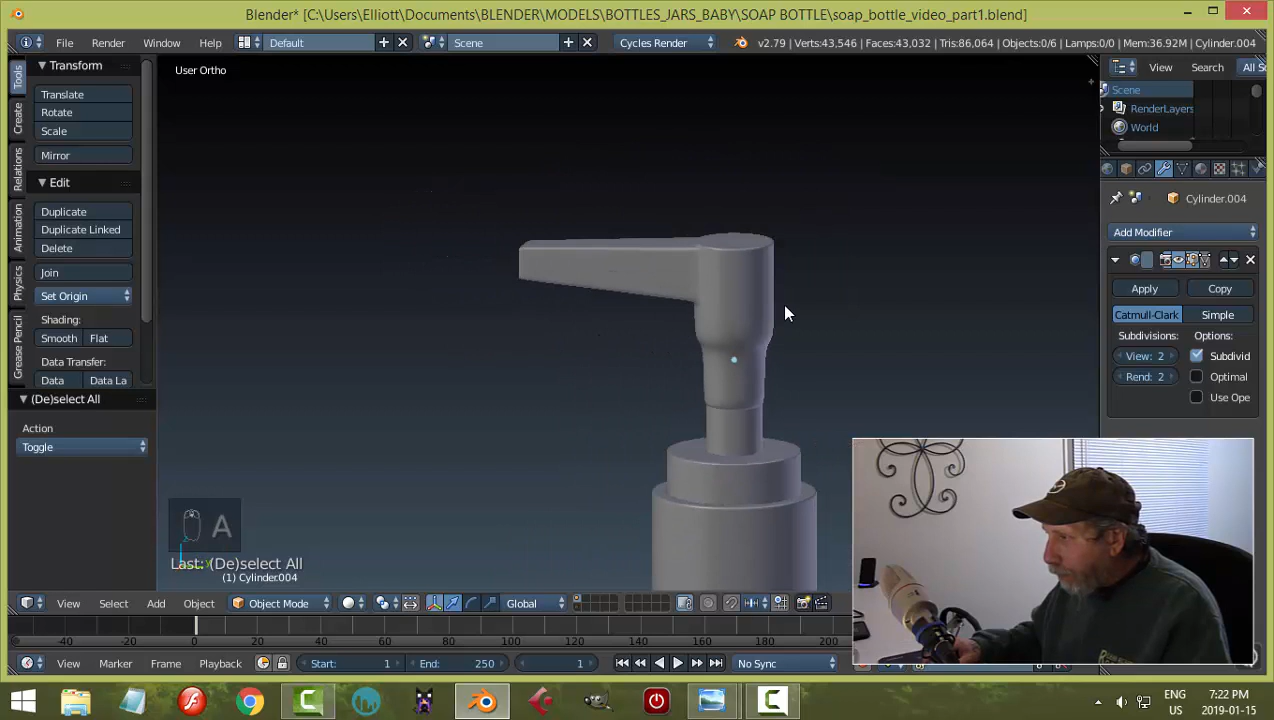 Blender* [C:\Users\Elliott\Documents\BLENDER\MODELS\BOTTLES_JARS_BABY\SOAP BOTTLE\soap_bottle_video_part1.blend]
File Render Window Help Default Scene Cycles Render v2.79 | Verts:43,546 | Faces:43,032 | Tris:86,064 | Objects:0/6 | Lamps:0/0 | Mem:36.92M | Cylinder.004
Tools
Create
Relations
Animation
Physics
Grease Pencil
Transform
Translate
Rotate
Scale
Mirror
Edit
Duplicate
Duplicate Linked
Delete
Join
Set Origin
Shading:
Smooth Flat
Data Transfer:
Data Data La
(De)select All
Action
Toggle
User Ortho
A
Last: (De)select All
(1) Cylinder.004
View Search All S
Scene
RenderLayers
World
Cylinder.004
Add Modifier
Apply Copy
Catmull-Clark Simple
Subdivisions: Options:
View: 2 Subdivid
Rend: 2 Optimal
Use Ope
View Select Add Object Object Mode Global
-40 -20 0 20 40 60 80 100 120 140 160 180 200
View Marker Frame Playback Start: 1 End: 250 1 No Sync
ENG 7:22 PM
US 2019-01-15